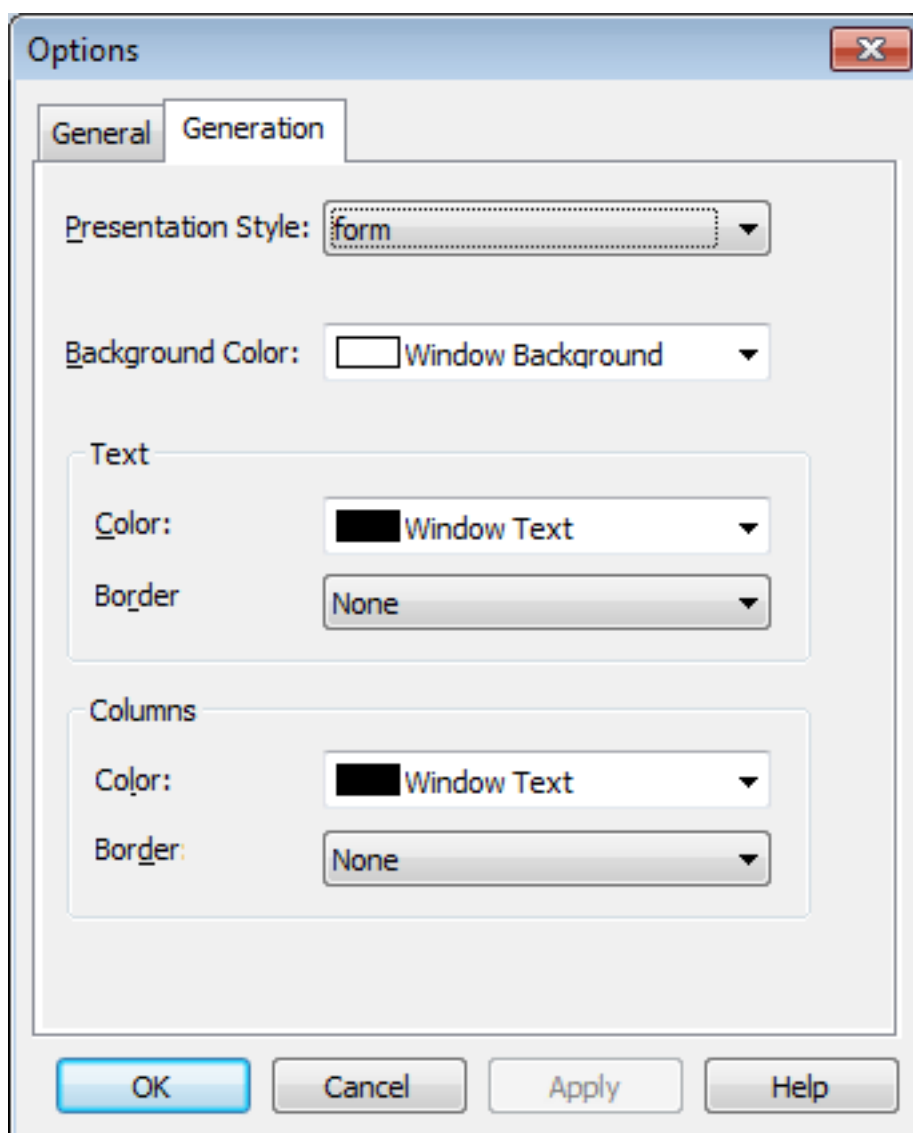 Options
General Generation
Presentation Style: form
Background Color: Window Background
Text
Color: Window Text
Border None
Columns
Color: Window Text
Border: None
OK Cancel Apply Help